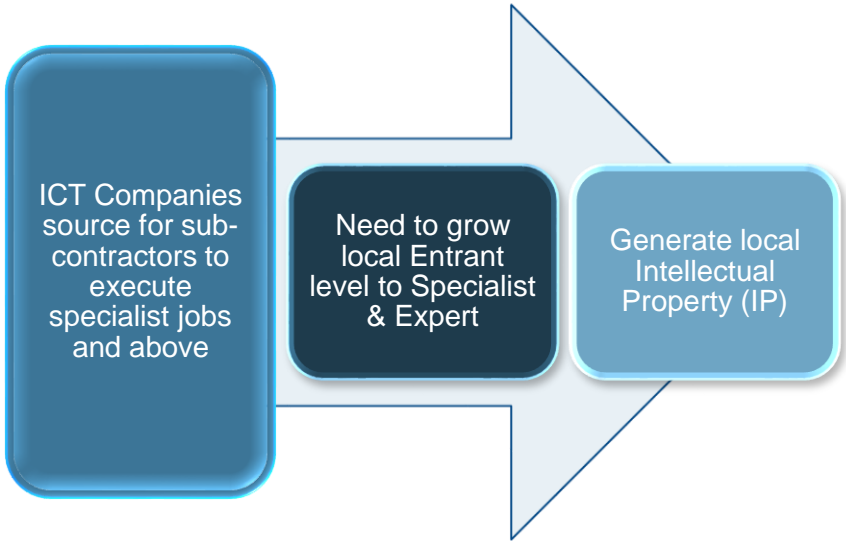 ICT Companies
source for sub-
contractors to
execute
specialist jobs
and above
Need to grow
local Entrant
level to Specialist
& Expert
Generate local
Intellectual
Property (IP)